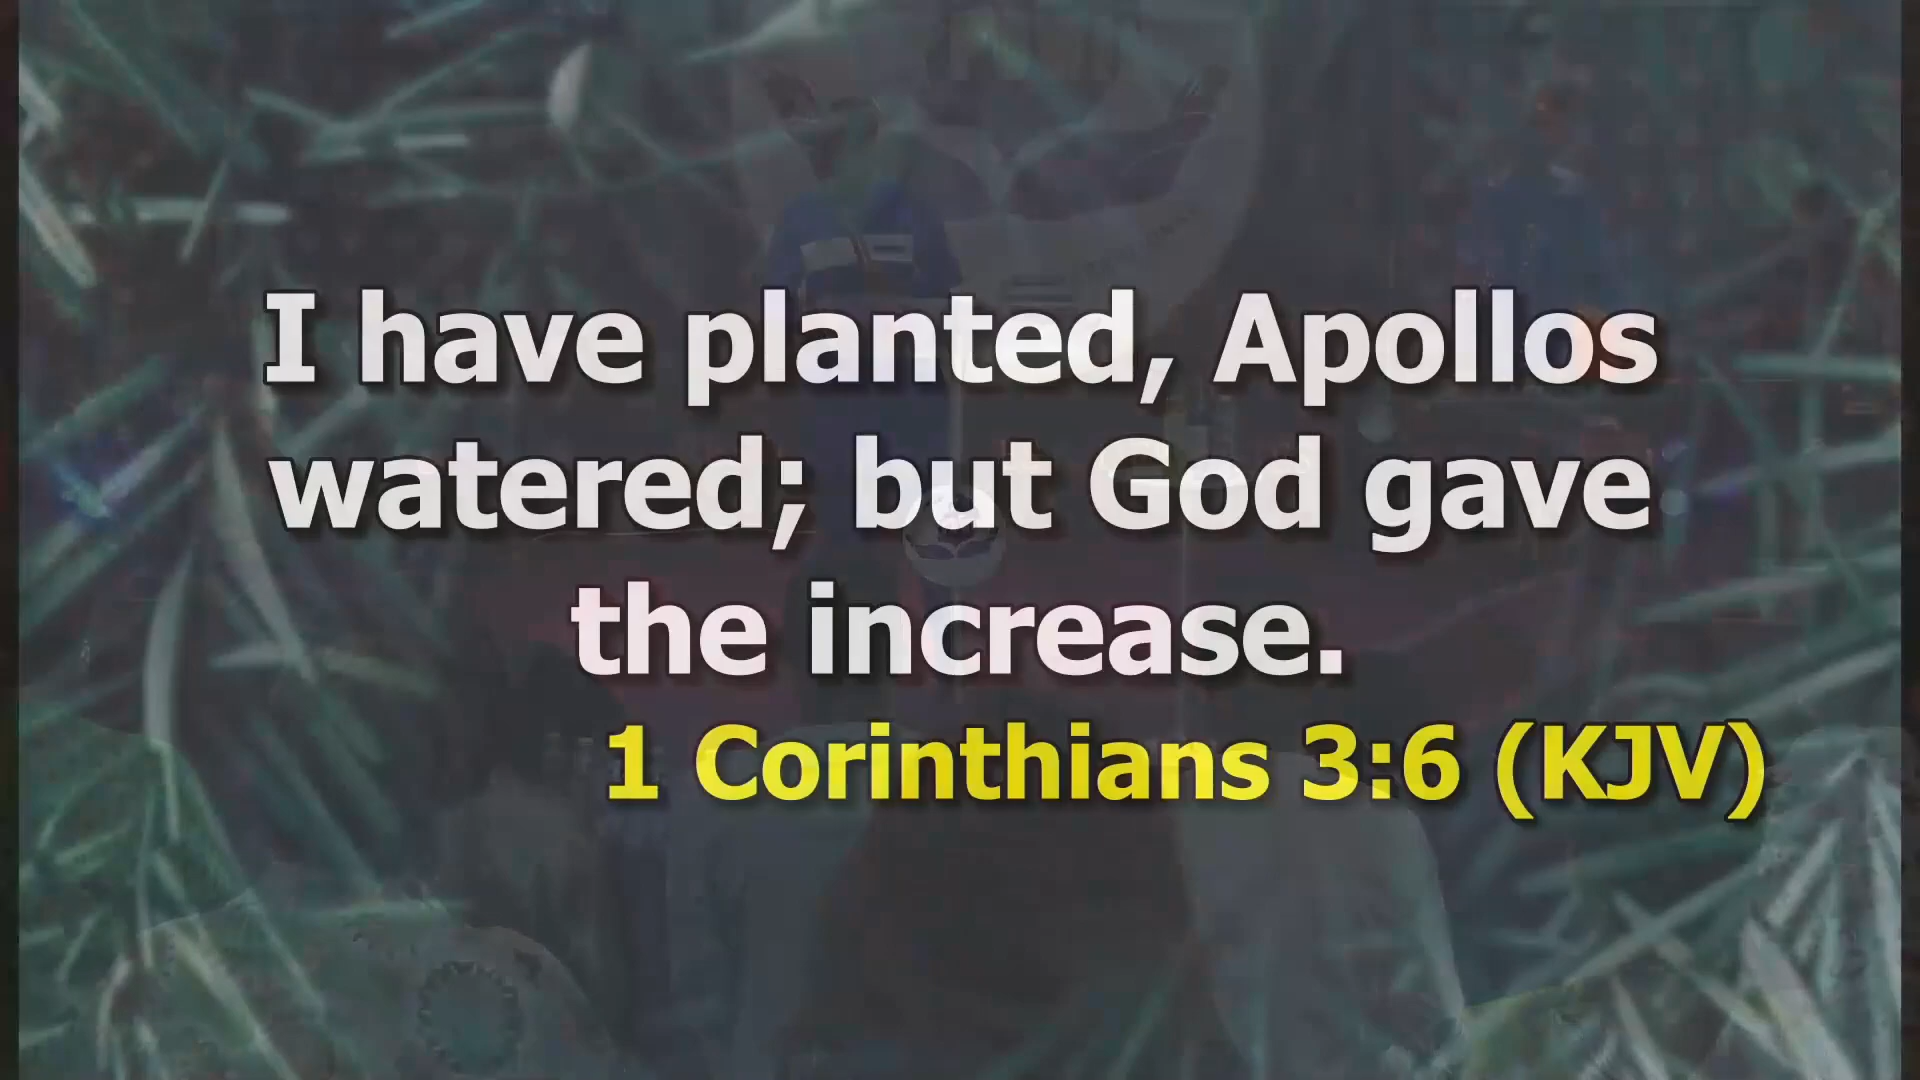 I have planted, Apollos
watered; but God gave
the increase.
1 Corinthians 3:6 (KJV)